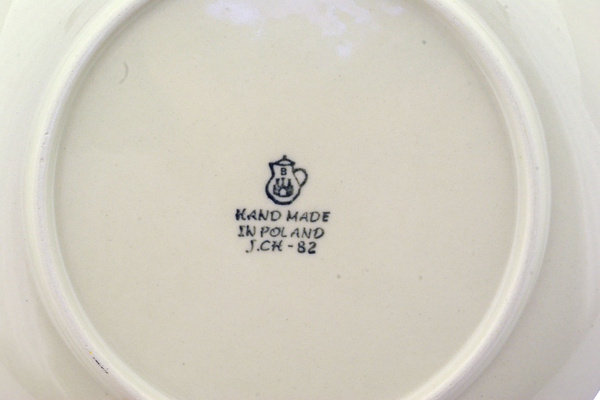 B
HAND MADE
IN POLAND
J.CH-82